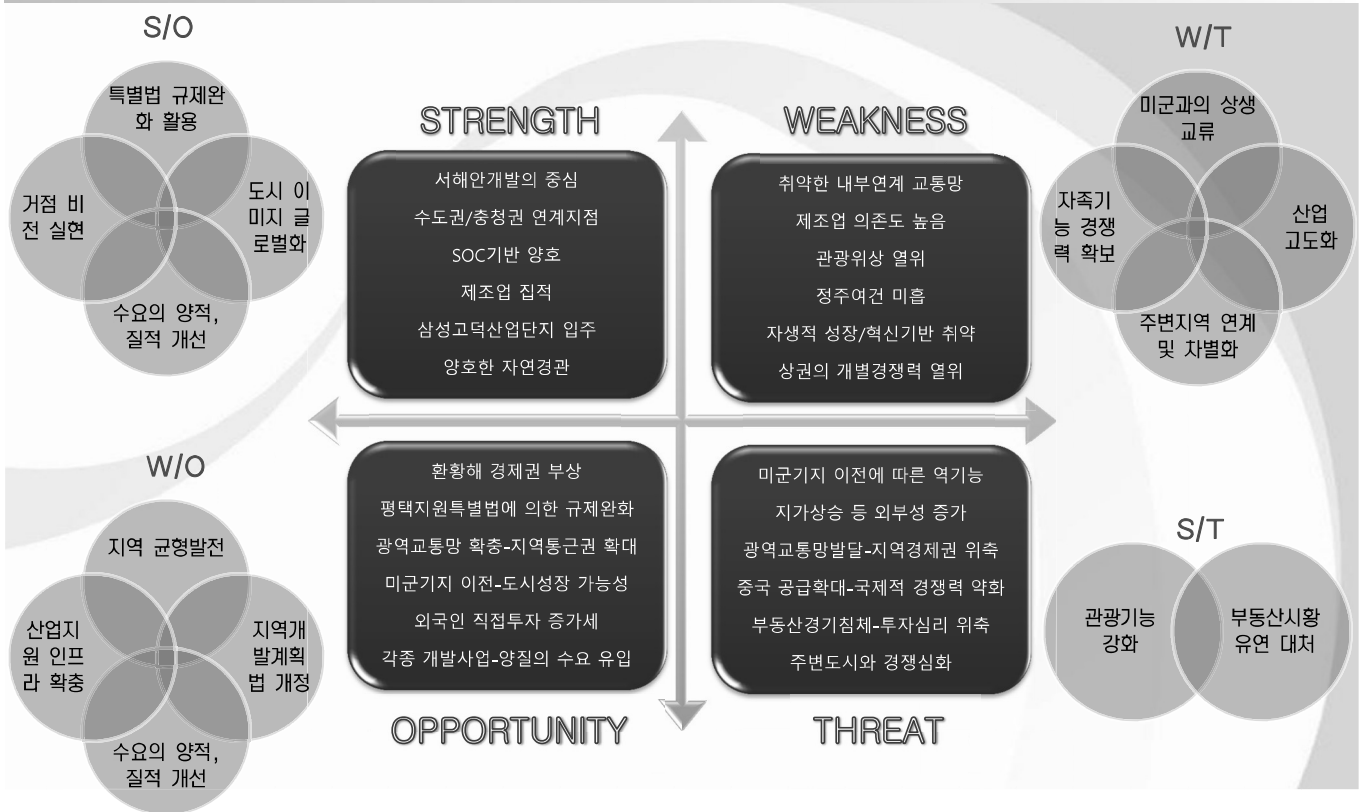 S/O
특별법 규제완
화 활용
거점 비
전 실현
도시 이
미지 글
로벌화
수요의 양적,
질적 개선
STRENGTH
서해안개발의 중심
수도권/충청권 연계지점
SOC기반 양호
제조업 집적
삼성고덕산업단지 입주
양호한 자연경관
WEAKNESS
취약한 내부연계 교통망
제조업 의존도 높음
관광위상 열위
정주여건 미흡
자생적 성장/혁신기반 취약
상권의 개별경쟁력 열위
W/T
미군과의 상생
교류
자족기
능 경쟁
력 확보
산업
고도화
주변지역 연계
및 차별화
W/O
지역 균형발전
산업지
원 인프
라 확충
지역개
발계획
법 개정
수요의 양적,
질적 개선
환황해 경제권 부상
평택지원특별법에 의한 규제완화
광역교통망 확충-지역통근권 확대
미군기지 이전-도시성장 가능성
외국인 직접투자 증가세
각종 개발사업-양질의 수요 유입
OPPORTUNITY
미군기지 이전에 따른 역기능
지가상승 등 외부성 증가
광역교통망발달-지역경제권 위축
중국 공급확대-국제적 경쟁력 약화
부동산경기침체-투자심리 위축
주변도시와 경쟁심화
THREAT
S/T
관광기능
강화
부동산시황
유연 대처